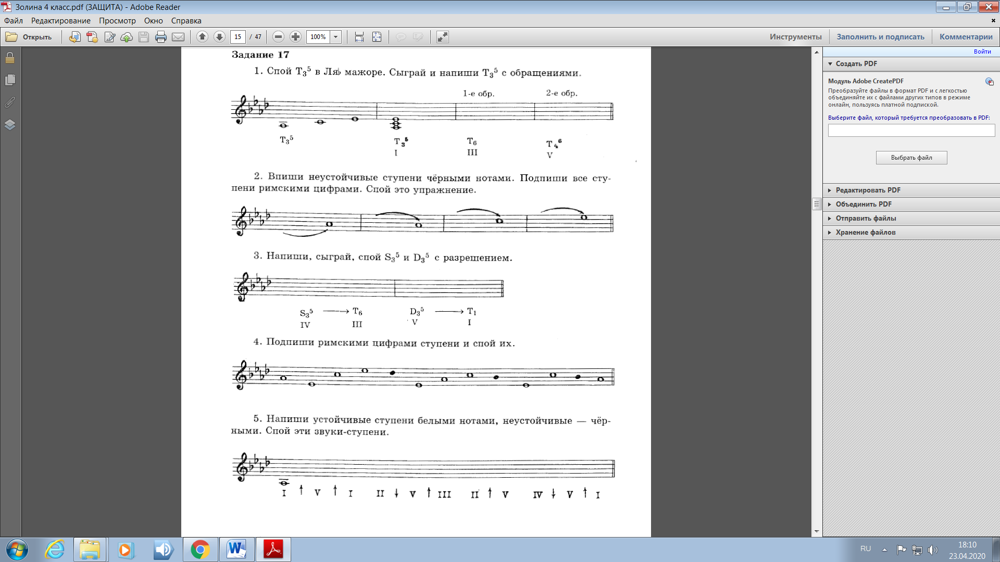 Золина 4 класс.pdf (ЗАЩИТА) - Adobe Reader
Файл Редактирование Просмотр Окно Справка
Открыть 15 / 47 100% Инструменты Заполнить и подписать Комментарии
Войти
Создать PDF
Модуль Adobe CreatePDF
Преобразуйте файлы в формат PDF и с легкостью
объединяйте их с файлами других типов в режиме
онлайн, пользуясь платной подпиской.
Выберите файл, который требуется преобразовать в PDF:
Выбрать файл
Редактировать PDF
Объединить PDF
Отправить файлы
Хранение файлов
Задание 17
1. Спой T₃⁵ в Ля♭ мажоре. Сыграй и напиши T₃⁵ с обращениями.
1-е обр. 2-е обр.
T₃⁵ T₃⁵ T₆ T₄⁶
I III V
2. Впиши неустойчивые ступени чёрными нотами. Подпиши все сту-
пени римскими цифрами. Спой это упражнение.
3. Напиши, сыграй, спой S₃⁵ и D₃⁵ с разрешением.
S₃⁵ → T₆ D₃⁵ → T₁
IV III V I
4. Подпиши римскими цифрами ступени и спой их.
5. Напиши устойчивые ступени белыми нотами, неустойчивые — чёр-
ными. Спой эти звуки-ступени.
I ↑ V ↑ I II ↓ V ↑ III II ↑ V IV ↓ V ↑ I
RU 18:10
23.04.2020